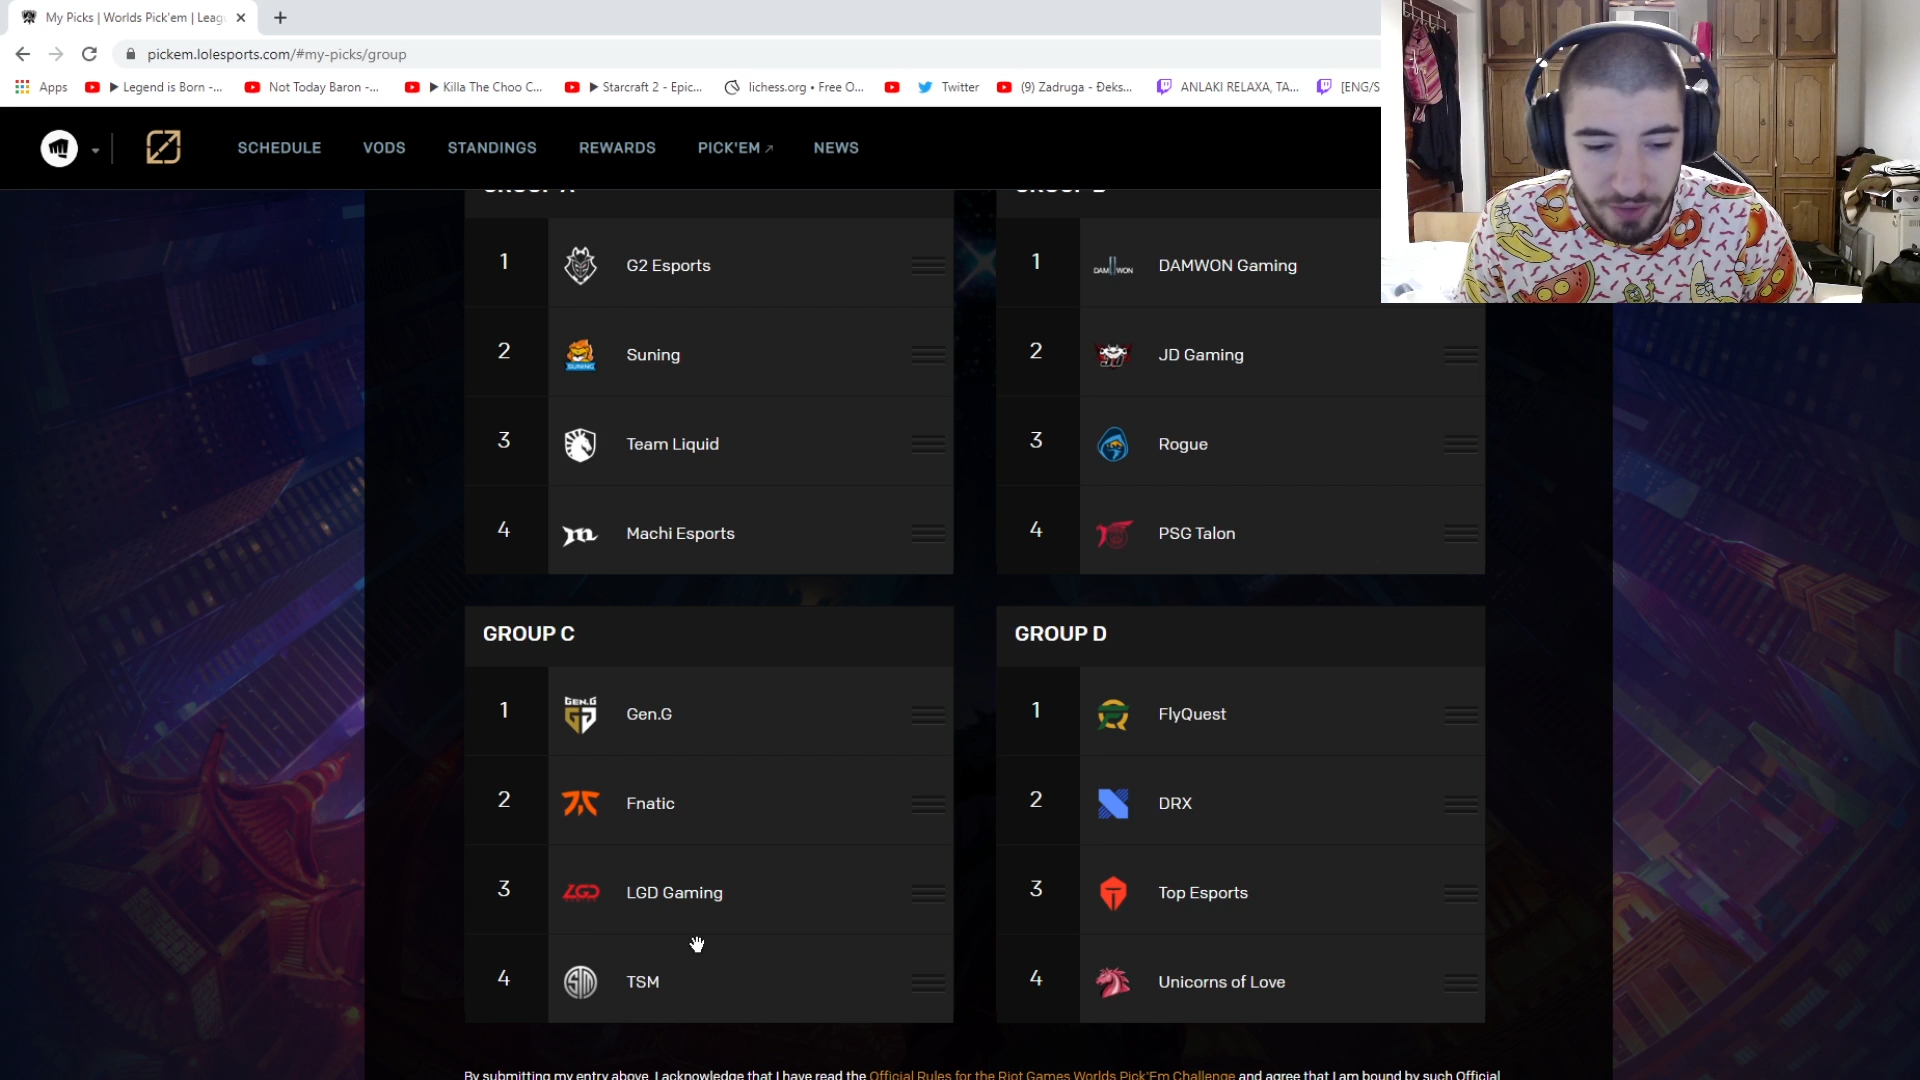 My Picks | Worlds Pick'em | Leag
pickem.lolesports.com/#my-picks/group
Apps ▶ Legend is Born -... Not Today Baron -... ▶ Killa The Choo C... ▶ Starcraft 2 - Epic... lichess.org • Free O... Twitter (9) Zadruga - Đeks... ANLAKI RELAXA, TA... [ENG/S
SCHEDULE VODS STANDINGS REWARDS PICK'EM NEWS
1 G2 Esports
2 SUNING Suning
3 Team Liquid
4 Machi Esports
1 DAMWON DAMWON Gaming
2 JD JD Gaming
3 Rogue
4 PSG Talon
GROUP C
1 GEN.G Gen.G
2 Fnatic
3 LGD LGD Gaming
4 TSM TSM
GROUP D
1 FlyQuest
2 DRX
3 Top Esports
4 Unicorns of Love
By submitting my entry above, I acknowledge that I have read the Official Rules for the Riot Games Worlds Pick'Em Challenge and agree that I am bound by such Official